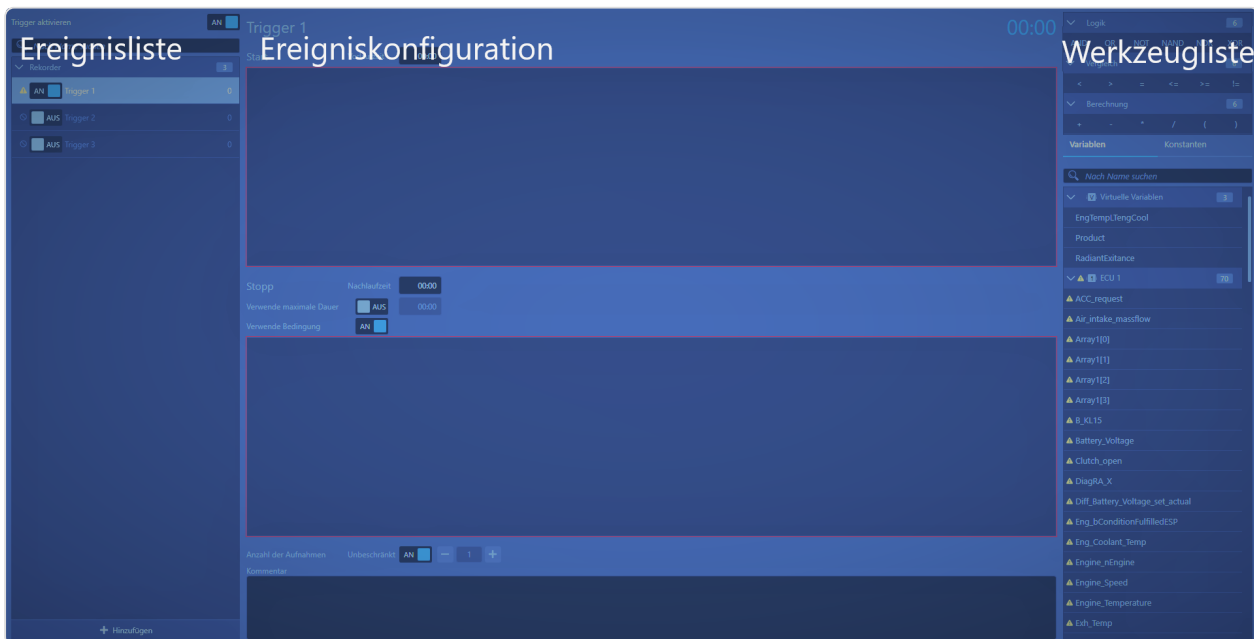 Trigger aktivieren AN
Ereignisliste
Rekorder 3
AN Trigger 1 0
AUS Trigger 2 0
AUS Trigger 3 0
Hinzufügen
Trigger 1 00:00
Ereigniskonfiguration
Stopp Nachlaufzeit 00:00
Verwende maximale Dauer AUS 00:00
Verwende Bedingung AN
Anzahl der Aufnahmen Unbeschränkt AN − 1 +
Kommentar
Logik 6
NAND
Werkzeugliste
< > = <= >= !=
Berechnung 6
+ - * / ( )
Variablen Konstanten
Nach Name suchen
V Virtuelle Variablen 3
EngTempLTengCool
Product
RadiantExitance
ECU 1 70
ACC_request
Air_intake_massflow
Array1[0]
Array1[1]
Array1[2]
Array1[3]
B_KL15
Battery_Voltage
Clutch_open
DiagRA_X
Diff_Battery_Voltage_set_actual
Eng_bConditionFulfilledESP
Eng_Coolant_Temp
Engine_nEngine
Engine_Speed
Engine_Temperature
Exh_Temp